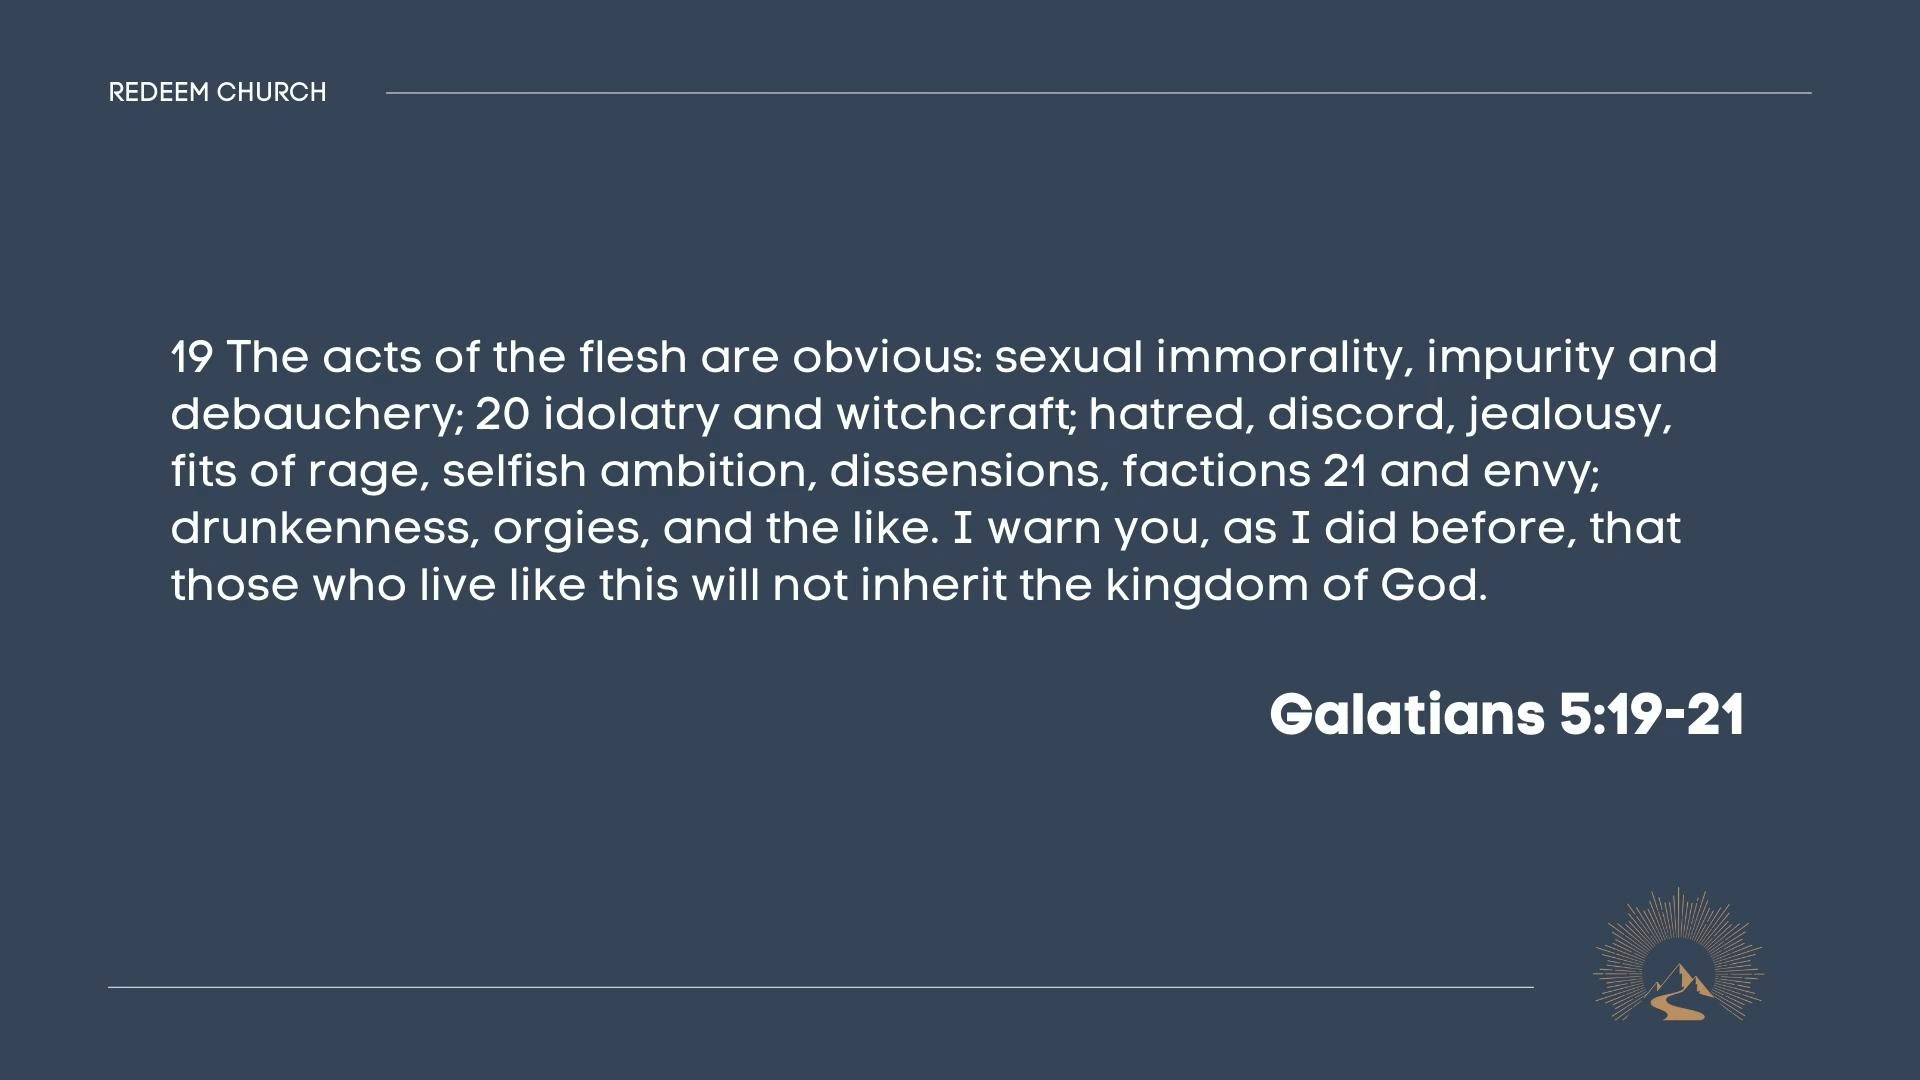 REDEEM CHURCH
19 The acts of the flesh are obvious: sexual immorality, impurity and
debauchery; 20 idolatry and witchcraft; hatred, discord, jealousy,
fits of rage, selfish ambition, dissensions, factions 21 and envy;
drunkenness, orgies, and the like. I warn you, as I did before, that
those who live like this will not inherit the kingdom of God.
Galatians 5:19-21